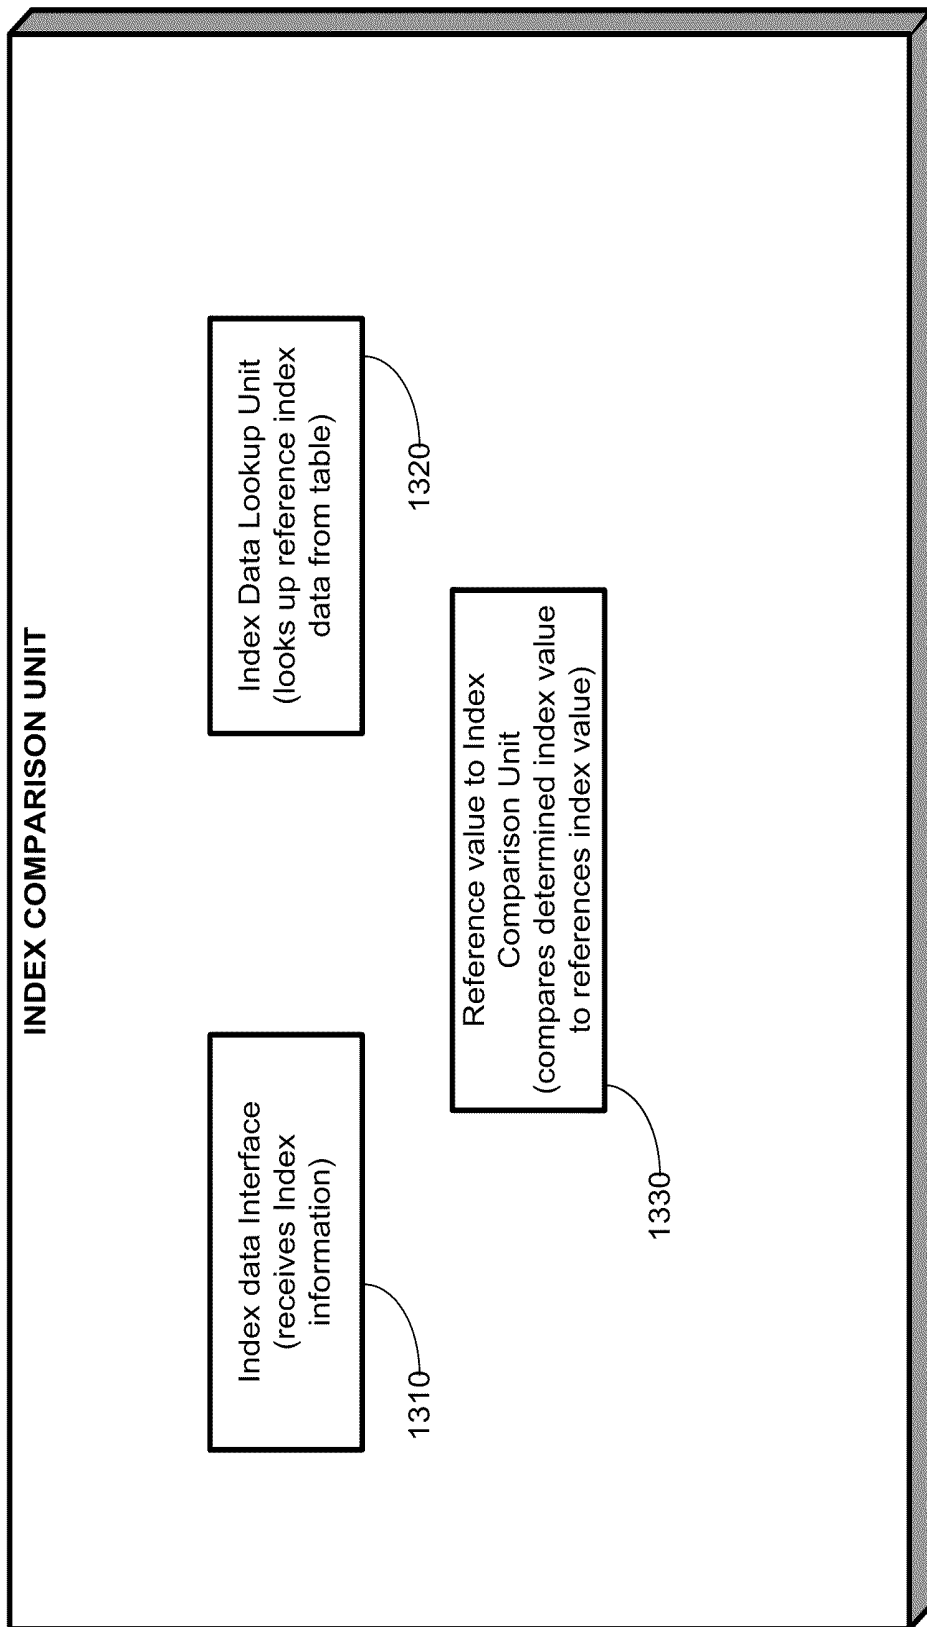 INDEX COMPARISON UNIT
Index data Interface
(receives Index
information)
1310
Index Data Lookup Unit
(looks up reference index
data from table)
1320
Reference value to Index
Comparison Unit
(compares determined index value
to references index value)
1330